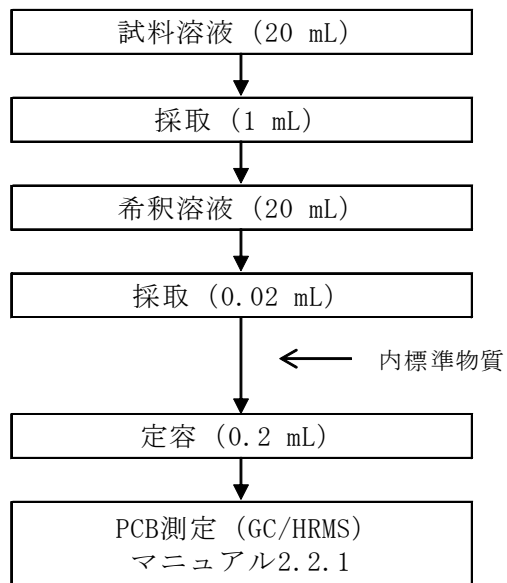 試料溶液 (20 mL)
採取 (1 mL)
希釈溶液 (20 mL)
採取 (0.02 mL)
内標準物質
定容 (0.2 mL)
PCB測定 (GC/HRMS)
マニュアル2.2.1